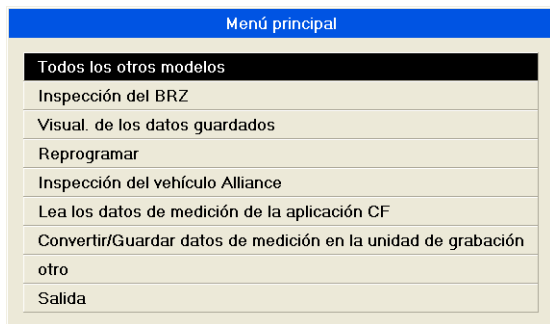 Menú principal
Todos los otros modelos
Inspección del BRZ
Visual. de los datos guardados
Reprogramar
Inspección del vehículo Alliance
Lea los datos de medición de la aplicación CF
Convertir/Guardar datos de medición en la unidad de grabación
otro
Salida